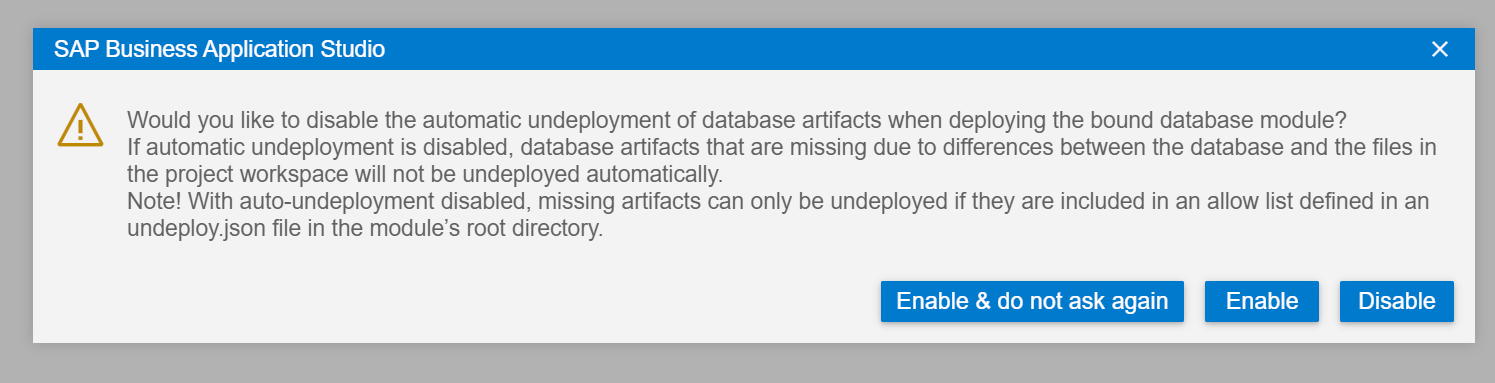 SAP Business Application Studio
Would you like to disable the automatic undeployment of database artifacts when deploying the bound database module?
If automatic undeployment is disabled, database artifacts that are missing due to differences between the database and the files in
the project workspace will not be undeployed automatically.
Note! With auto-undeployment disabled, missing artifacts can only be undeployed if they are included in an allow list defined in an
undeploy.json file in the module’s root directory.
Enable & do not ask again Enable Disable